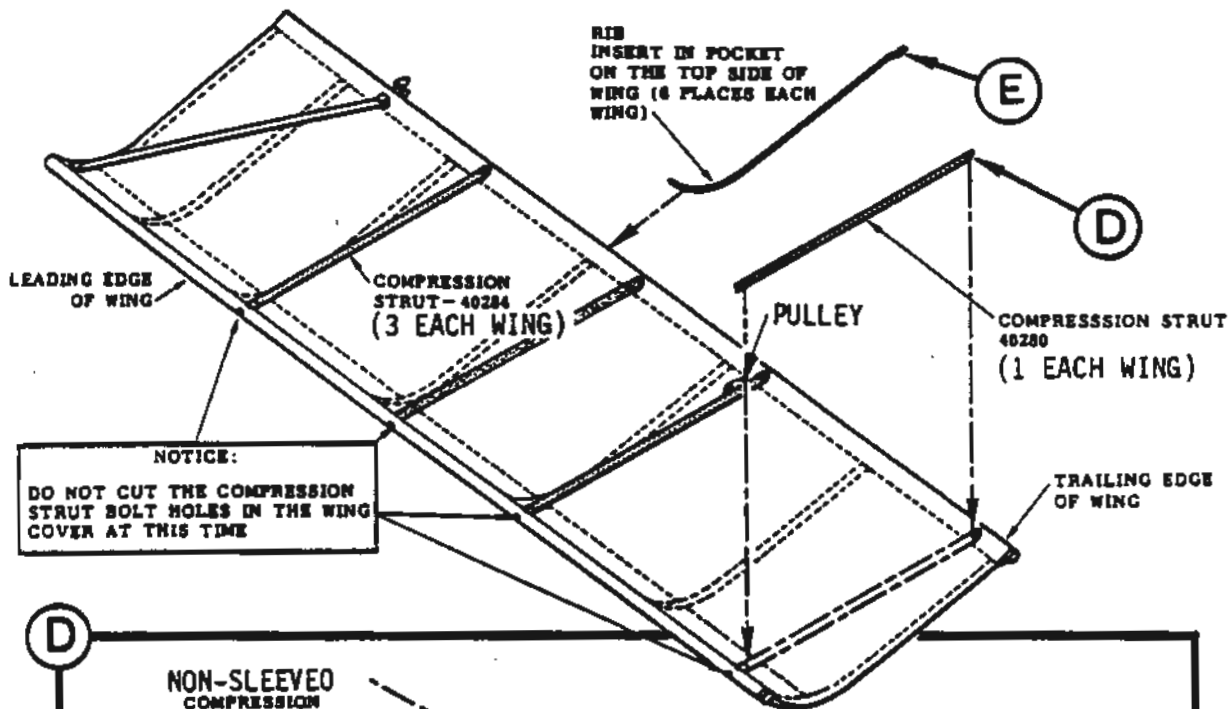 RIB
INSERT IN POCKET
ON THE TOP SIDE OF
WING (6 PLACES EACH
WING)
E
D
LEADING EDGE
OF WING
COMPRESSION
STRUT-40284
(3 EACH WING)
PULLEY
COMPRESSSION STRUT
40280
(1 EACH WING)
NOTICE:
DO NOT CUT THE COMPRESSION
STRUT BOLT HOLES IN THE WING
COVER AT THIS TIME
TRAILING EDGE
OF WING
D
NON-SLEEVED
COMPRESSION